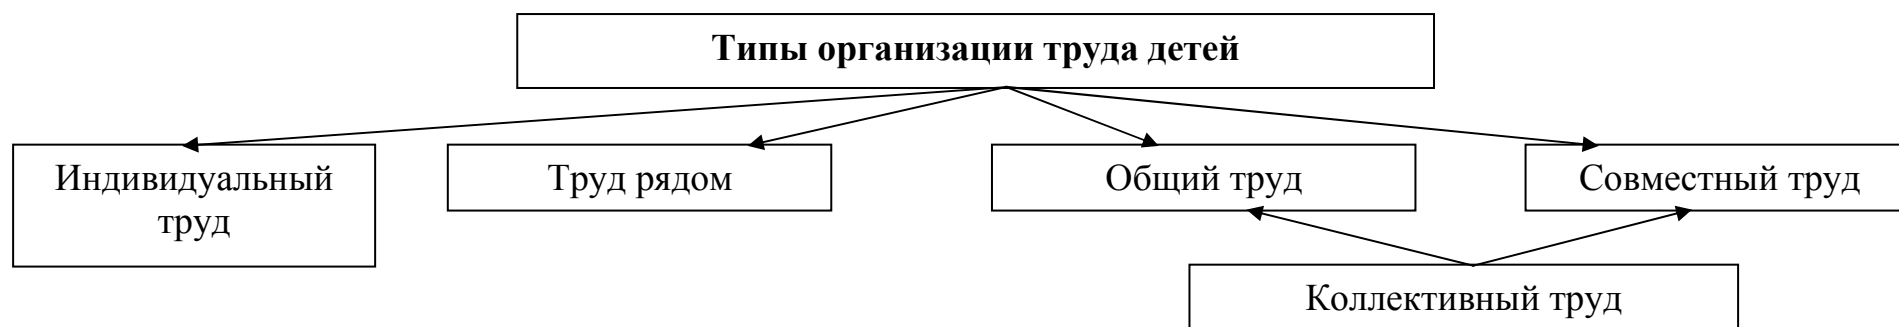 Типы организации труда детей
Индивидуальный
труд
Труд рядом
Общий труд
Совместный труд
Коллективный труд